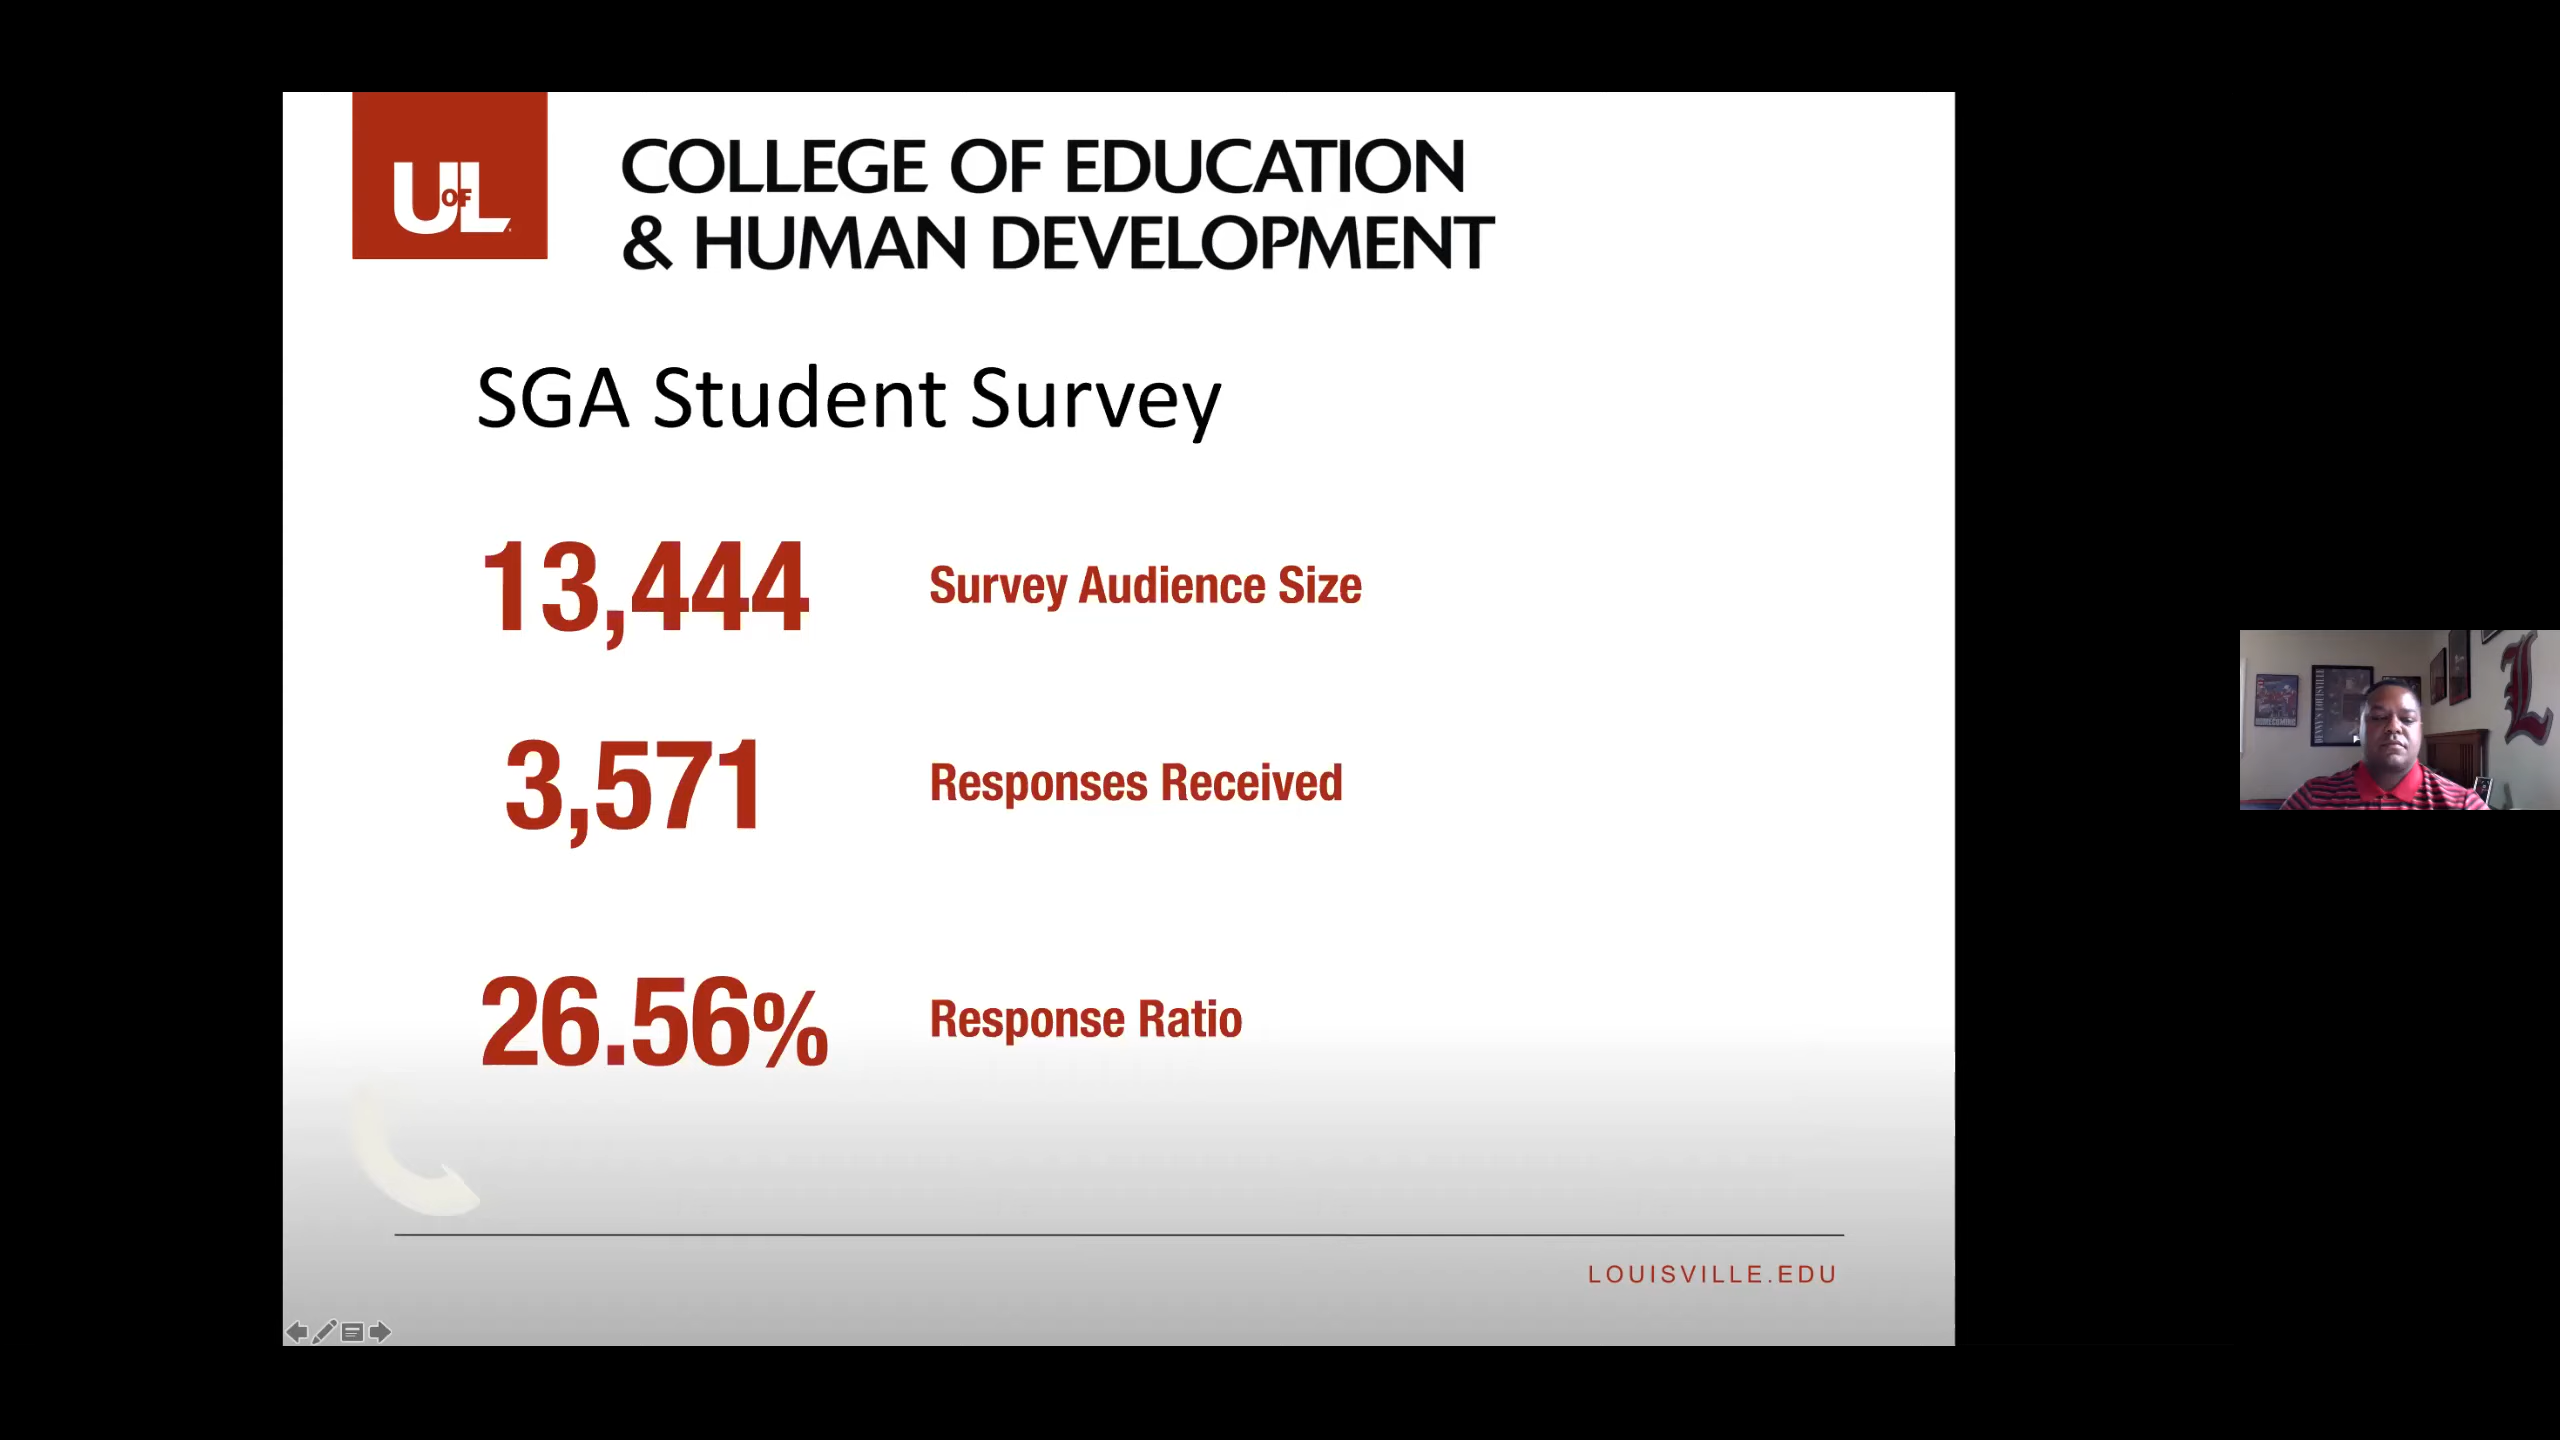 UofL
COLLEGE OF EDUCATION
& HUMAN DEVELOPMENT
SGA Student Survey
13,444 Survey Audience Size
3,571 Responses Received
26.56% Response Ratio
LOUISVILLE.EDU
HOMECOMING
L